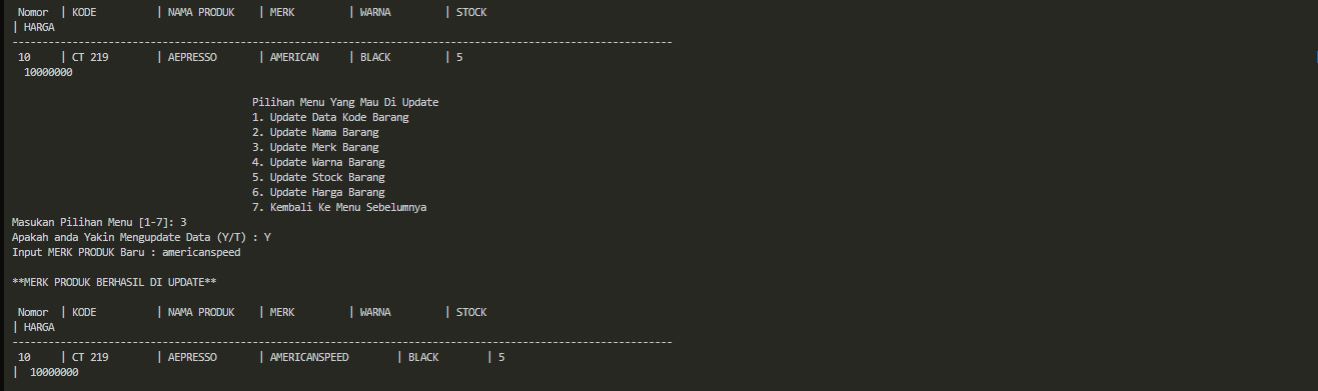 Nomor | KODE | NAMA PRODUK | MERK | WARNA | STOCK
| HARGA
--------------------------------------------------------------------------------------------------------------
10 | CT 219 | AEPRESSO | AMERICAN | BLACK | 5
10000000
Pilihan Menu Yang Mau Di Update
1. Update Data Kode Barang
2. Update Nama Barang
3. Update Merk Barang
4. Update Warna Barang
5. Update Stock Barang
6. Update Harga Barang
7. Kembali Ke Menu Sebelumnya
Masukan Pilihan Menu [1-7]: 3
Apakah anda Yakin Mengupdate Data (Y/T) : Y
Input MERK PRODUK Baru : americanspeed
**MERK PRODUK BERHASIL DI UPDATE**
Nomor | KODE | NAMA PRODUK | MERK | WARNA | STOCK
| HARGA
--------------------------------------------------------------------------------------------------------------
10 | CT 219 | AEPRESSO | AMERICANSPEED | BLACK | 5
| 10000000